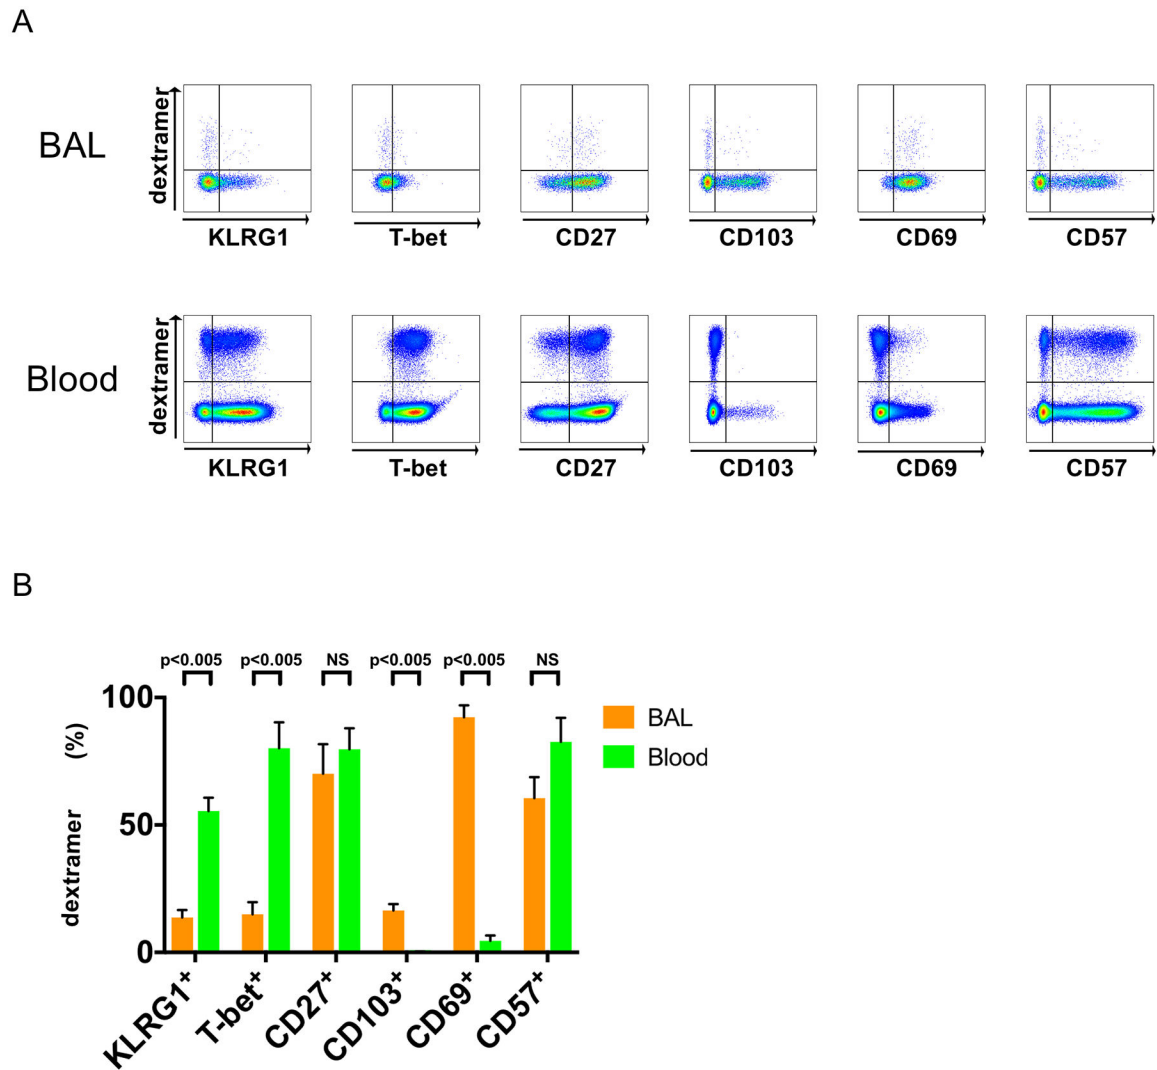 A
BAL
dextramer
KLRG1
T-bet
CD27
CD103
CD69
CD57
Blood
dextramer
KLRG1
T-bet
CD27
CD103
CD69
CD57
B
p<0.005
p<0.005
NS
p<0.005
p<0.005
NS
dextramer (%)
100
50
0
BAL
Blood
KLRG1+
T-bet+
CD27+
CD103+
CD69+
CD57+